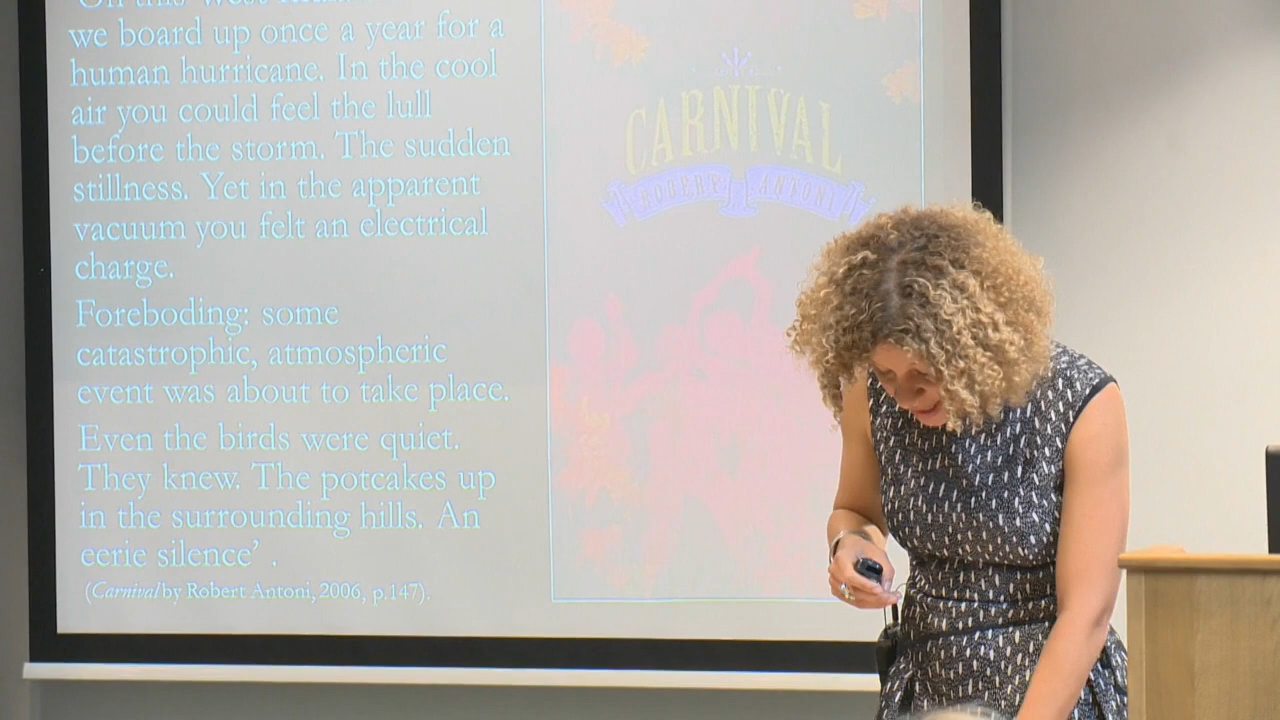 we board up once a year for a
human hurricane. In the cool
air you could feel the lull
before the storm. The sudden
stillness. Yet in the apparent
vacuum you felt an electrical
charge.
Foreboding: some
catastrophic, atmospheric
event was about to take place.
Even the birds were quiet.
They knew. The potcakes up
in the surrounding hills. An
eerie silence’ .
(Carnival by Robert Antoni, 2006, p.147).
CARNIVAL
ROBERT ANTONI